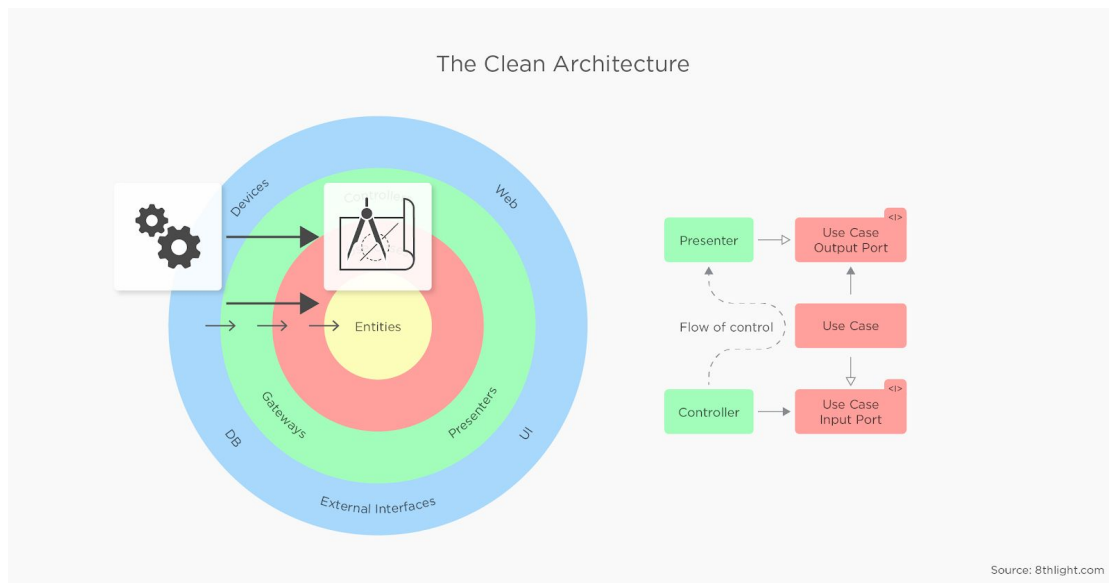 The Clean Architecture
Devices
Web
Controllers
Entities
Gateways
Presenters
DB
UI
External Interfaces
Presenter
<I>
Use Case
Output Port
Flow of control
Use Case
Controller
<I>
Use Case
Input Port
Source: 8thlight.com